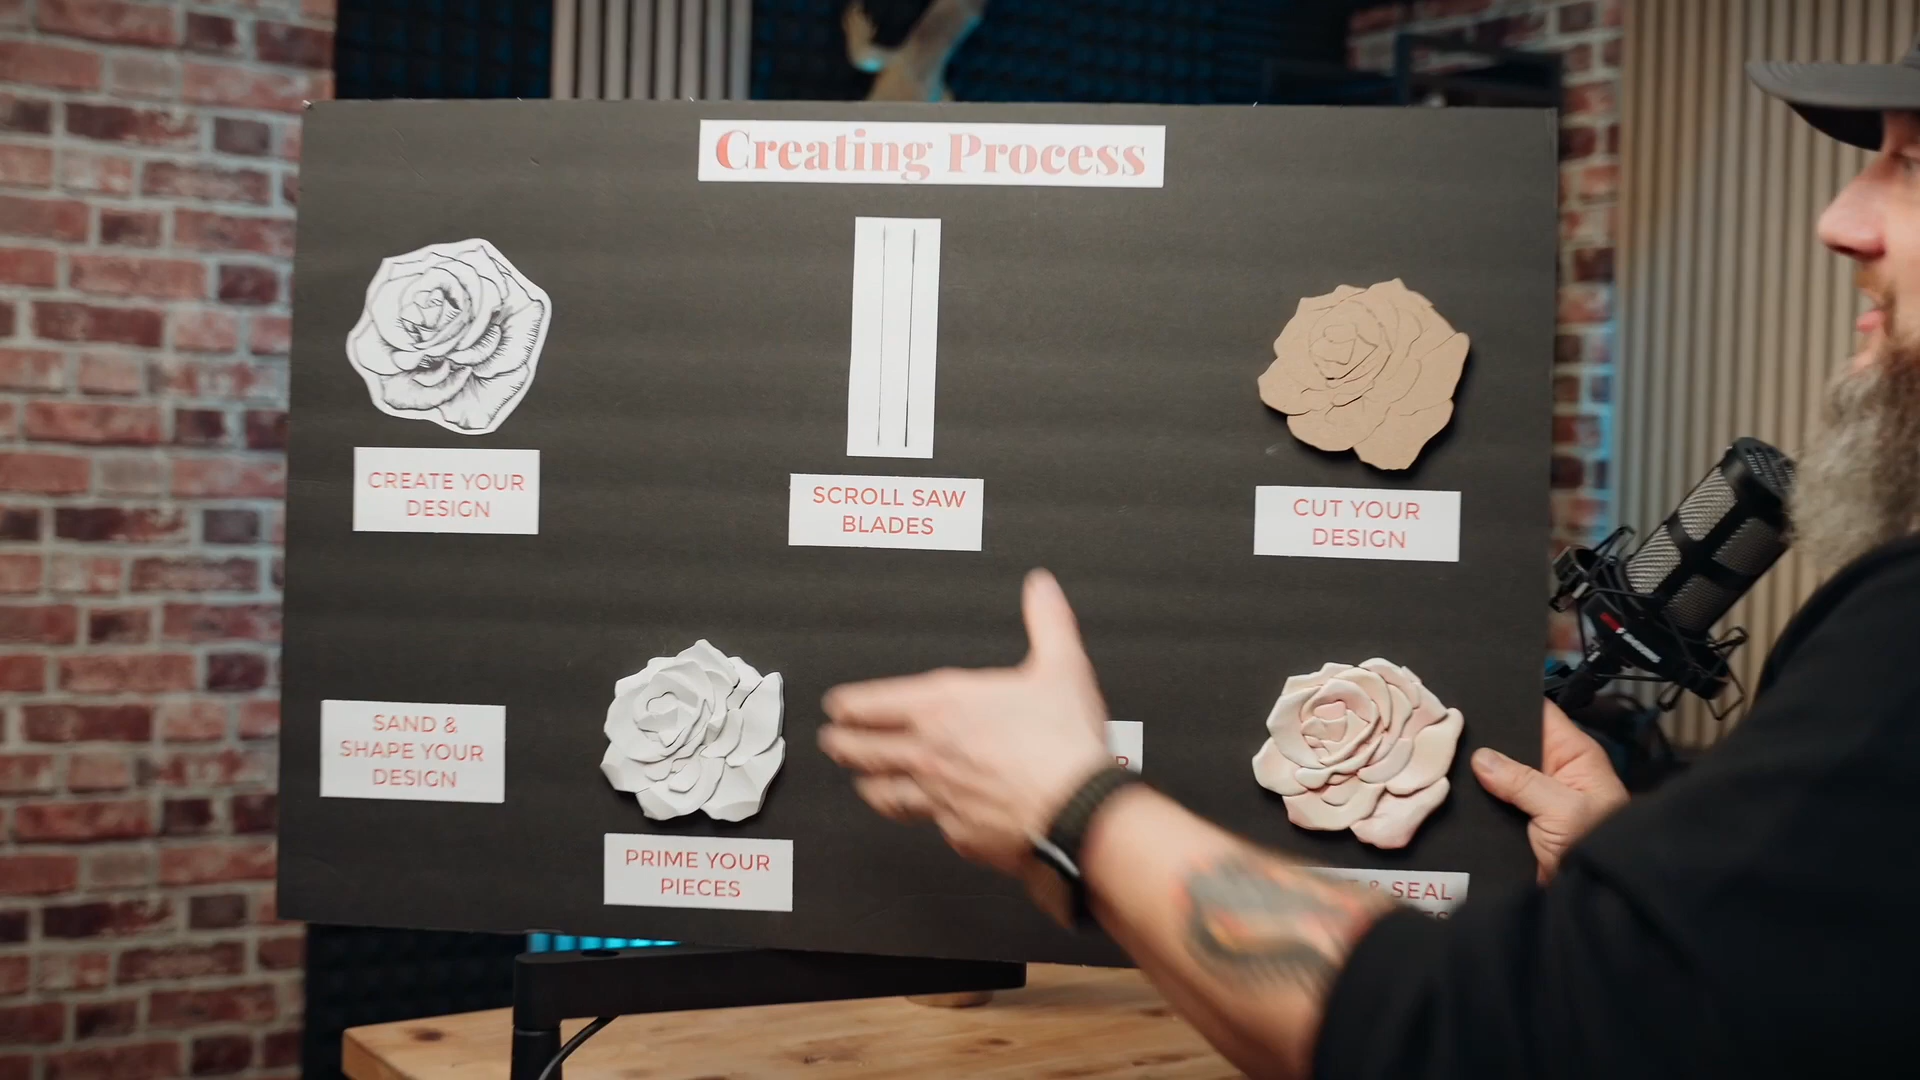 Creating Process
CREATE YOUR
DESIGN
SCROLL SAW
BLADES
CUT YOUR
DESIGN
SAND &
SHAPE YOUR
DESIGN
PRIME YOUR
PIECES
& SEAL